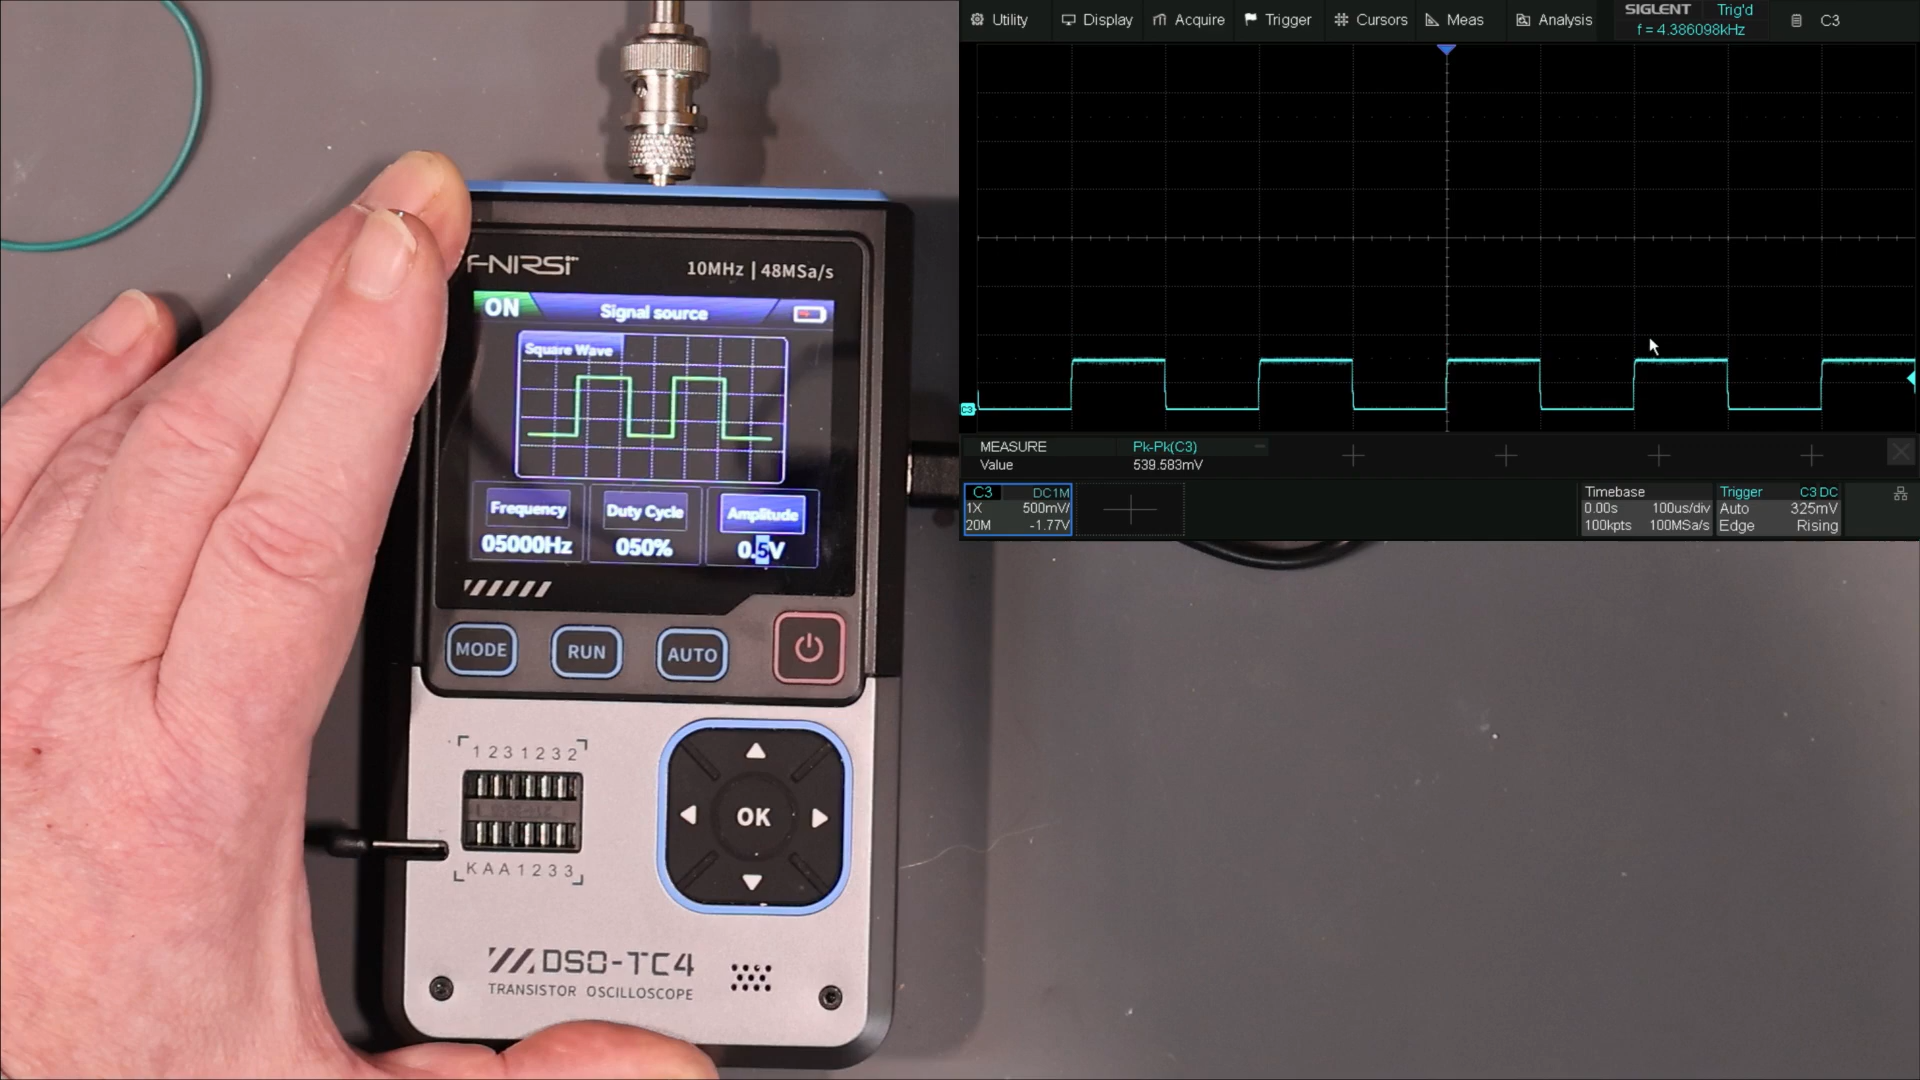 Utility
Display
Acquire
Trigger
Cursors
Meas
Analysis
SIGLENT
Trig'd
f = 4.386098kHz
C3
C3
MEASURE
Pk-Pk(C3)
Value
539.583mV
C3
DC1M
1X
500mV/
20M
-1.77V
Timebase
0.00s
100us/div
100kpts
100MSa/s
Trigger
C3 DC
Auto
325mV
Edge
Rising
FNIRSI
10MHz | 48MSa/s
ON
Signal source
Square Wave
Frequency
Duty Cycle
Amplitude
05000Hz
050%
0.5V
MODE
RUN
AUTO
1 2 3 1 2 3 2
OK
K A A 1 2 3 3
DSO-TC4
TRANSISTOR OSCILLOSCOPE